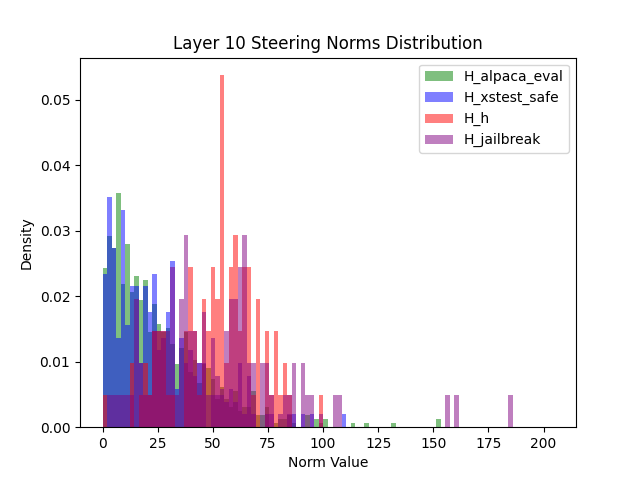 Layer 10 Steering Norms Distribution
H_alpaca_eval
H_xstest_safe
H_h
H_jailbreak
0.05
0.04
0.03
0.02
0.01
0.00
Density
0 25 50 75 100 125 150 175 200
Norm Value